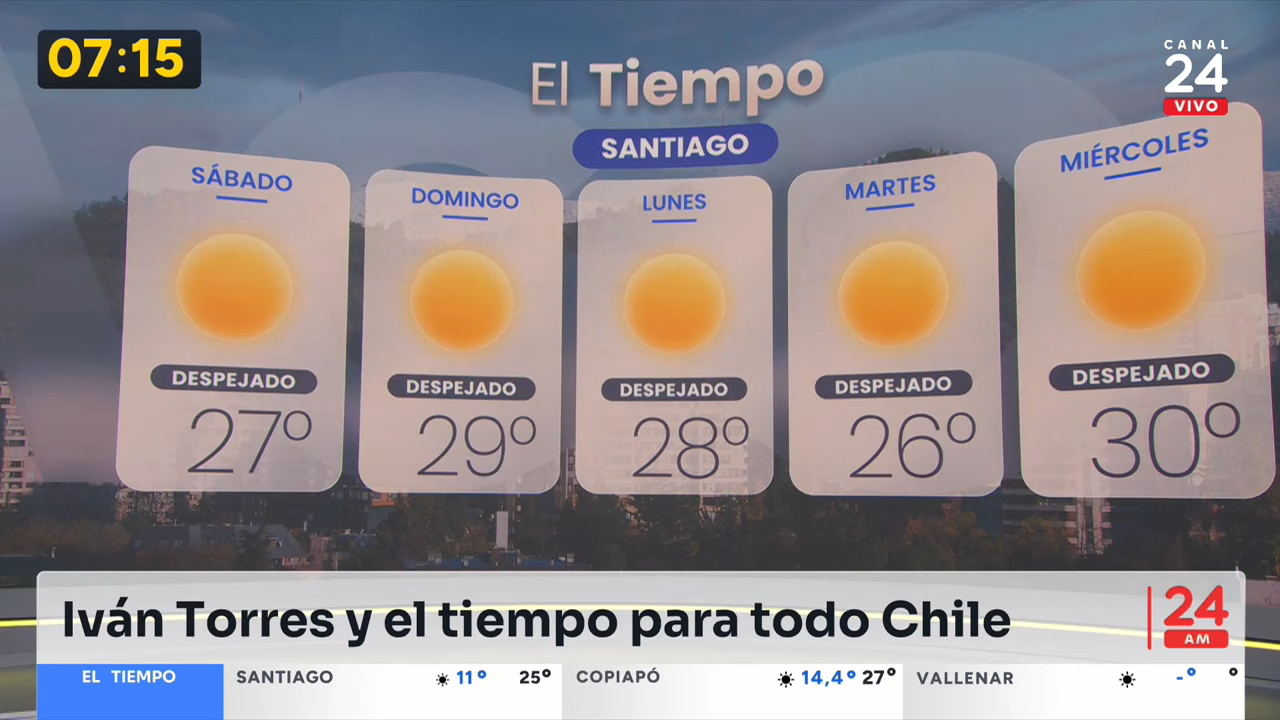 07:15
CANAL
24
VIVO
El Tiempo
SANTIAGO
SÁBADO
DESPEJADO
27°
DOMINGO
DESPEJADO
29°
LUNES
DESPEJADO
28°
MARTES
DESPEJADO
26°
MIÉRCOLES
DESPEJADO
30°
Iván Torres y el tiempo para todo Chile
24
AM
EL TIEMPO
SANTIAGO 11° 25°
COPIAPÓ 14,4° 27°
VALLENAR -° °